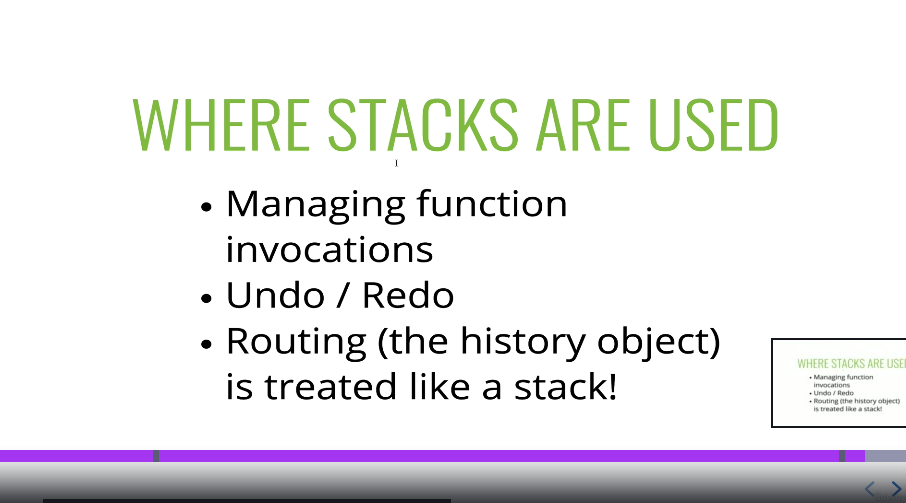 WHERE STACKS ARE USED
• Managing function
invocations
• Undo / Redo
• Routing (the history object)
is treated like a stack!
WHERE STACKS ARE USE
• Managing function
invocations
• Undo / Redo
• Routing (the history object)
is treated like a stack!